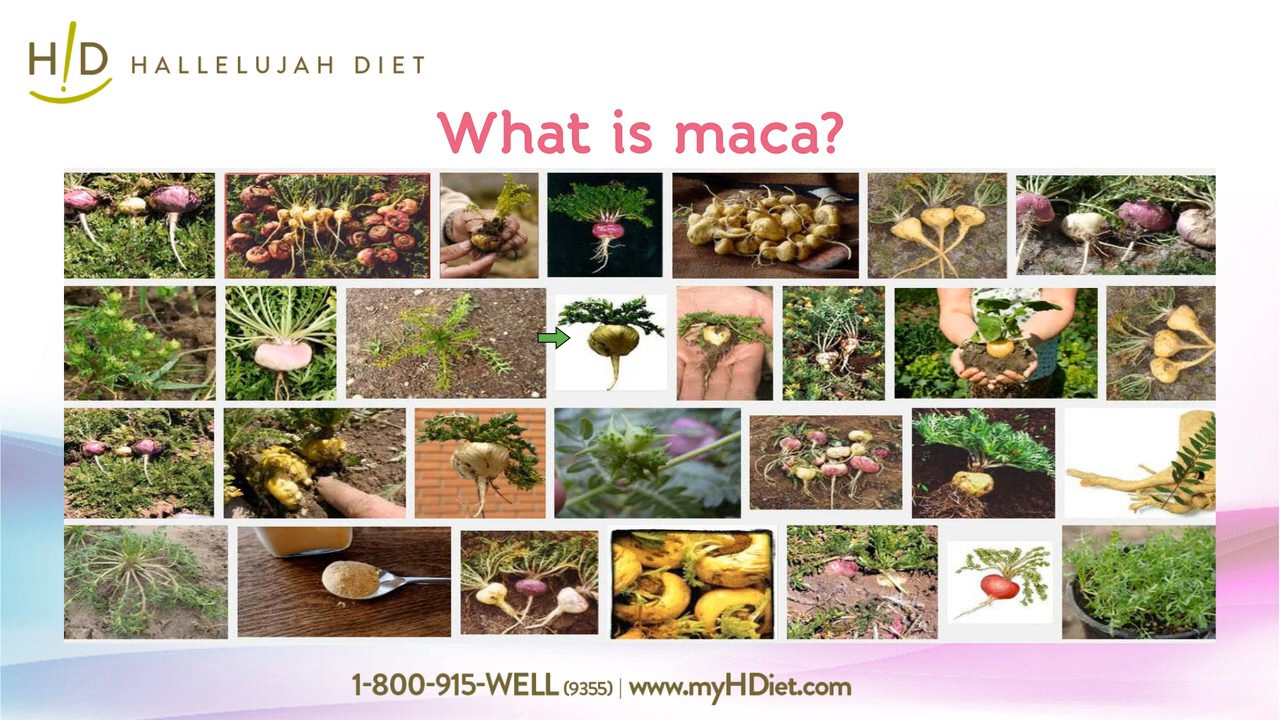 H!D HALLELUJAH DIET
What is maca?
1-800-915-WELL (9355) | www.myHDiet.com